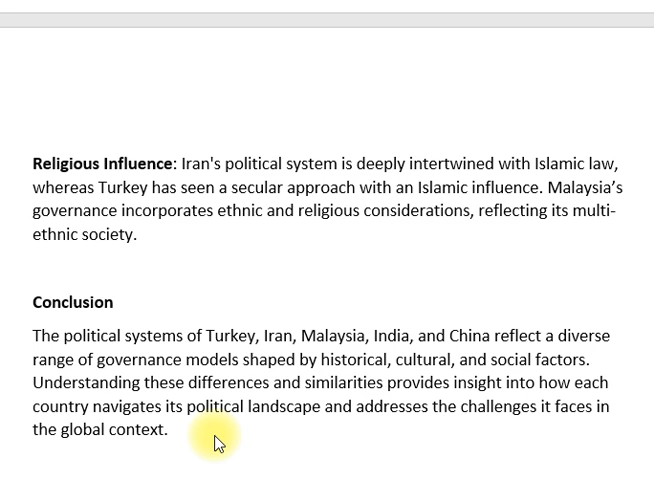 Religious Influence: Iran's political system is deeply intertwined with Islamic law,
whereas Turkey has seen a secular approach with an Islamic influence. Malaysia’s
governance incorporates ethnic and religious considerations, reflecting its multi-
ethnic society.
Conclusion
The political systems of Turkey, Iran, Malaysia, India, and China reflect a diverse
range of governance models shaped by historical, cultural, and social factors.
Understanding these differences and similarities provides insight into how each
country navigates its political landscape and addresses the challenges it faces in
the global context.